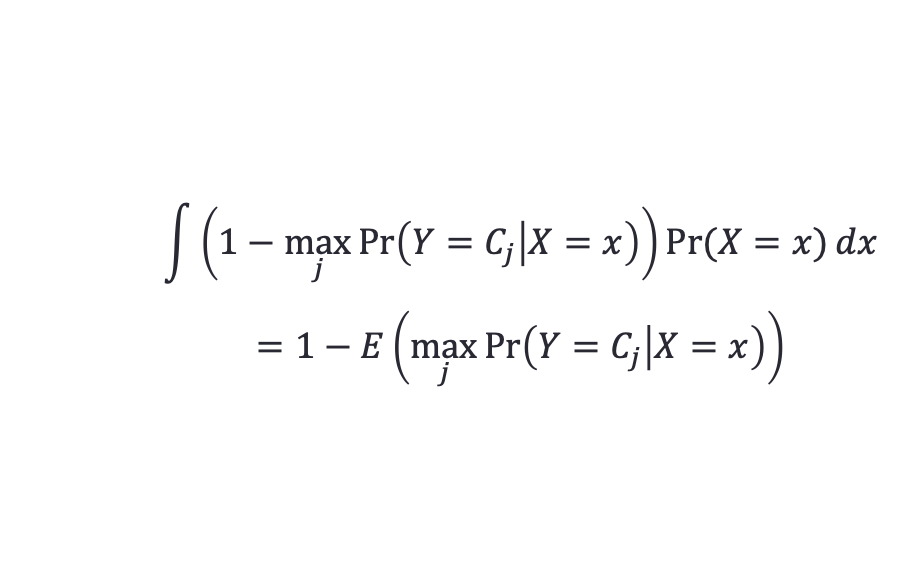 ∫ (1 − max_j Pr(Y = C_j|X = x)) Pr(X = x) dx
= 1 − E (max_j Pr(Y = C_j|X = x))